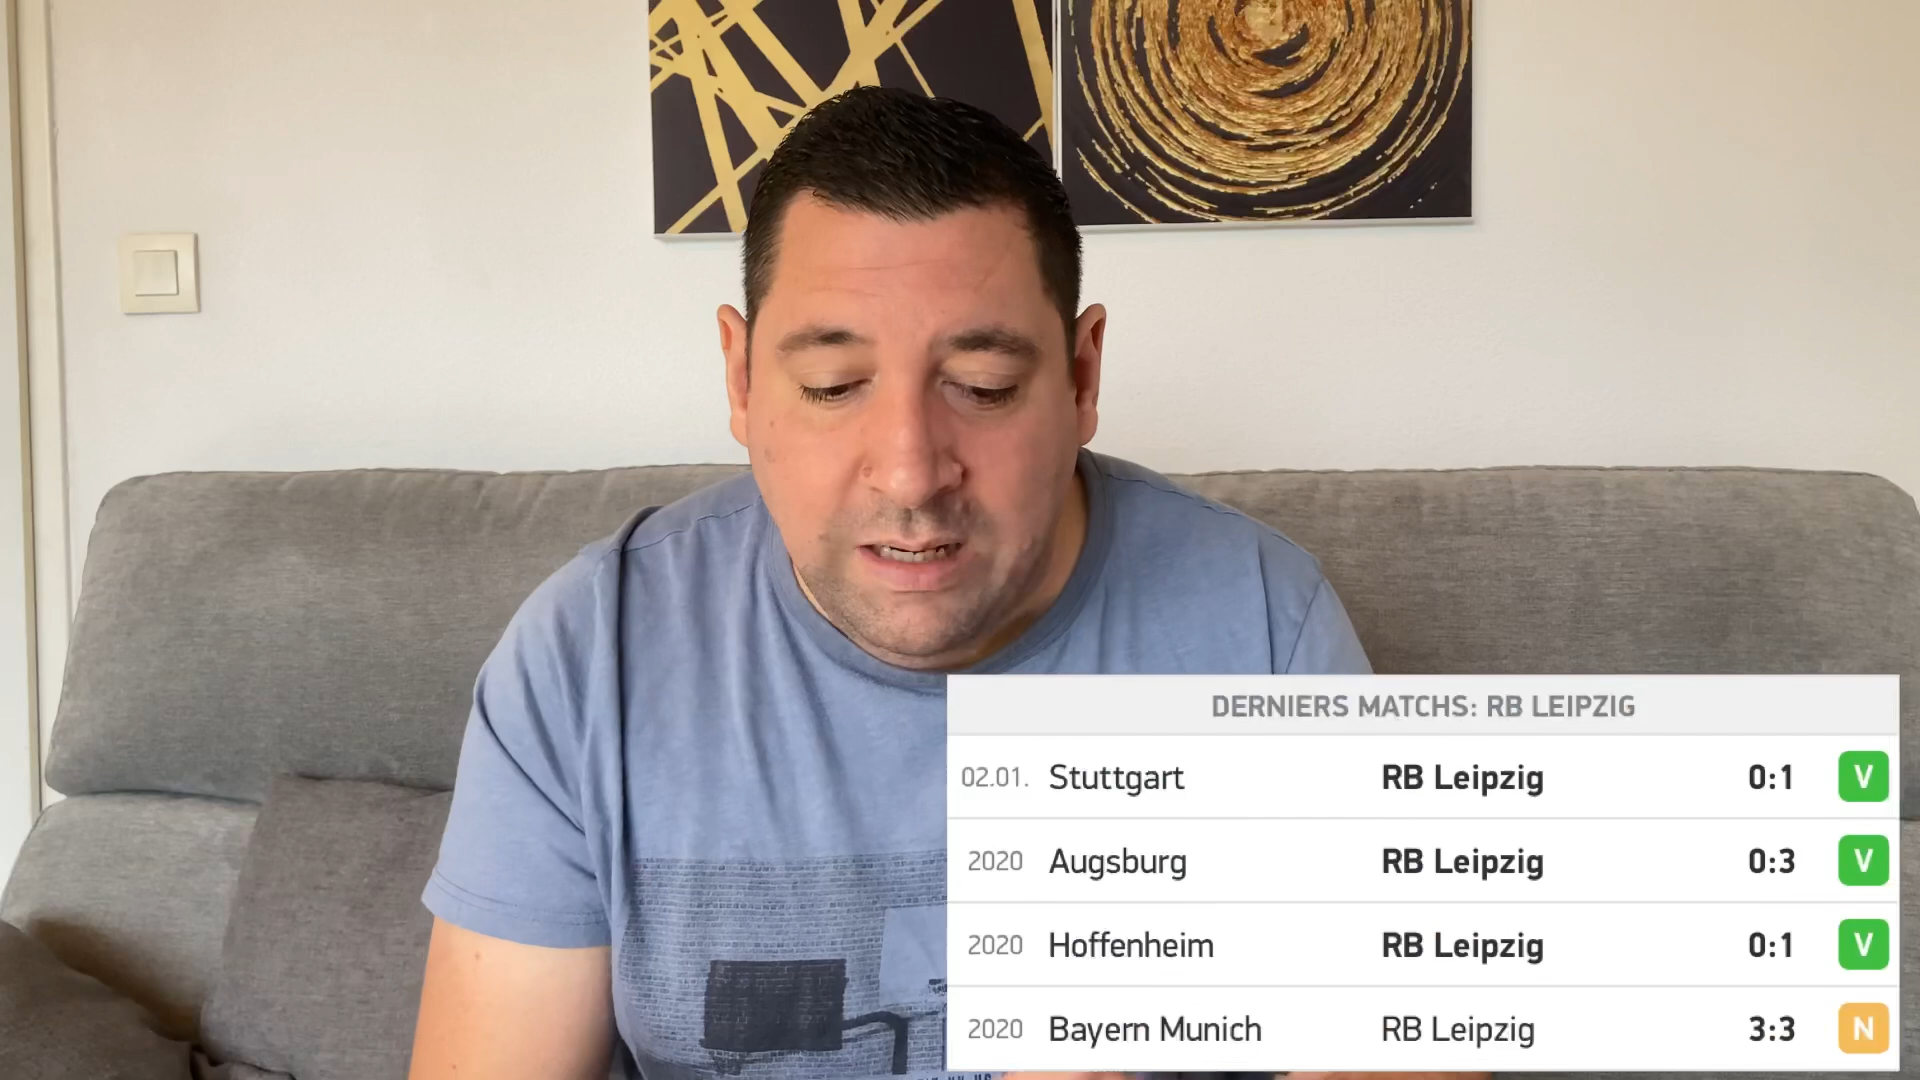 DERNIERS MATCHS: RB LEIPZIG
02.01. Stuttgart RB Leipzig 0:1 V
2020 Augsburg RB Leipzig 0:3 V
2020 Hoffenheim RB Leipzig 0:1 V
2020 Bayern Munich RB Leipzig 3:3 N